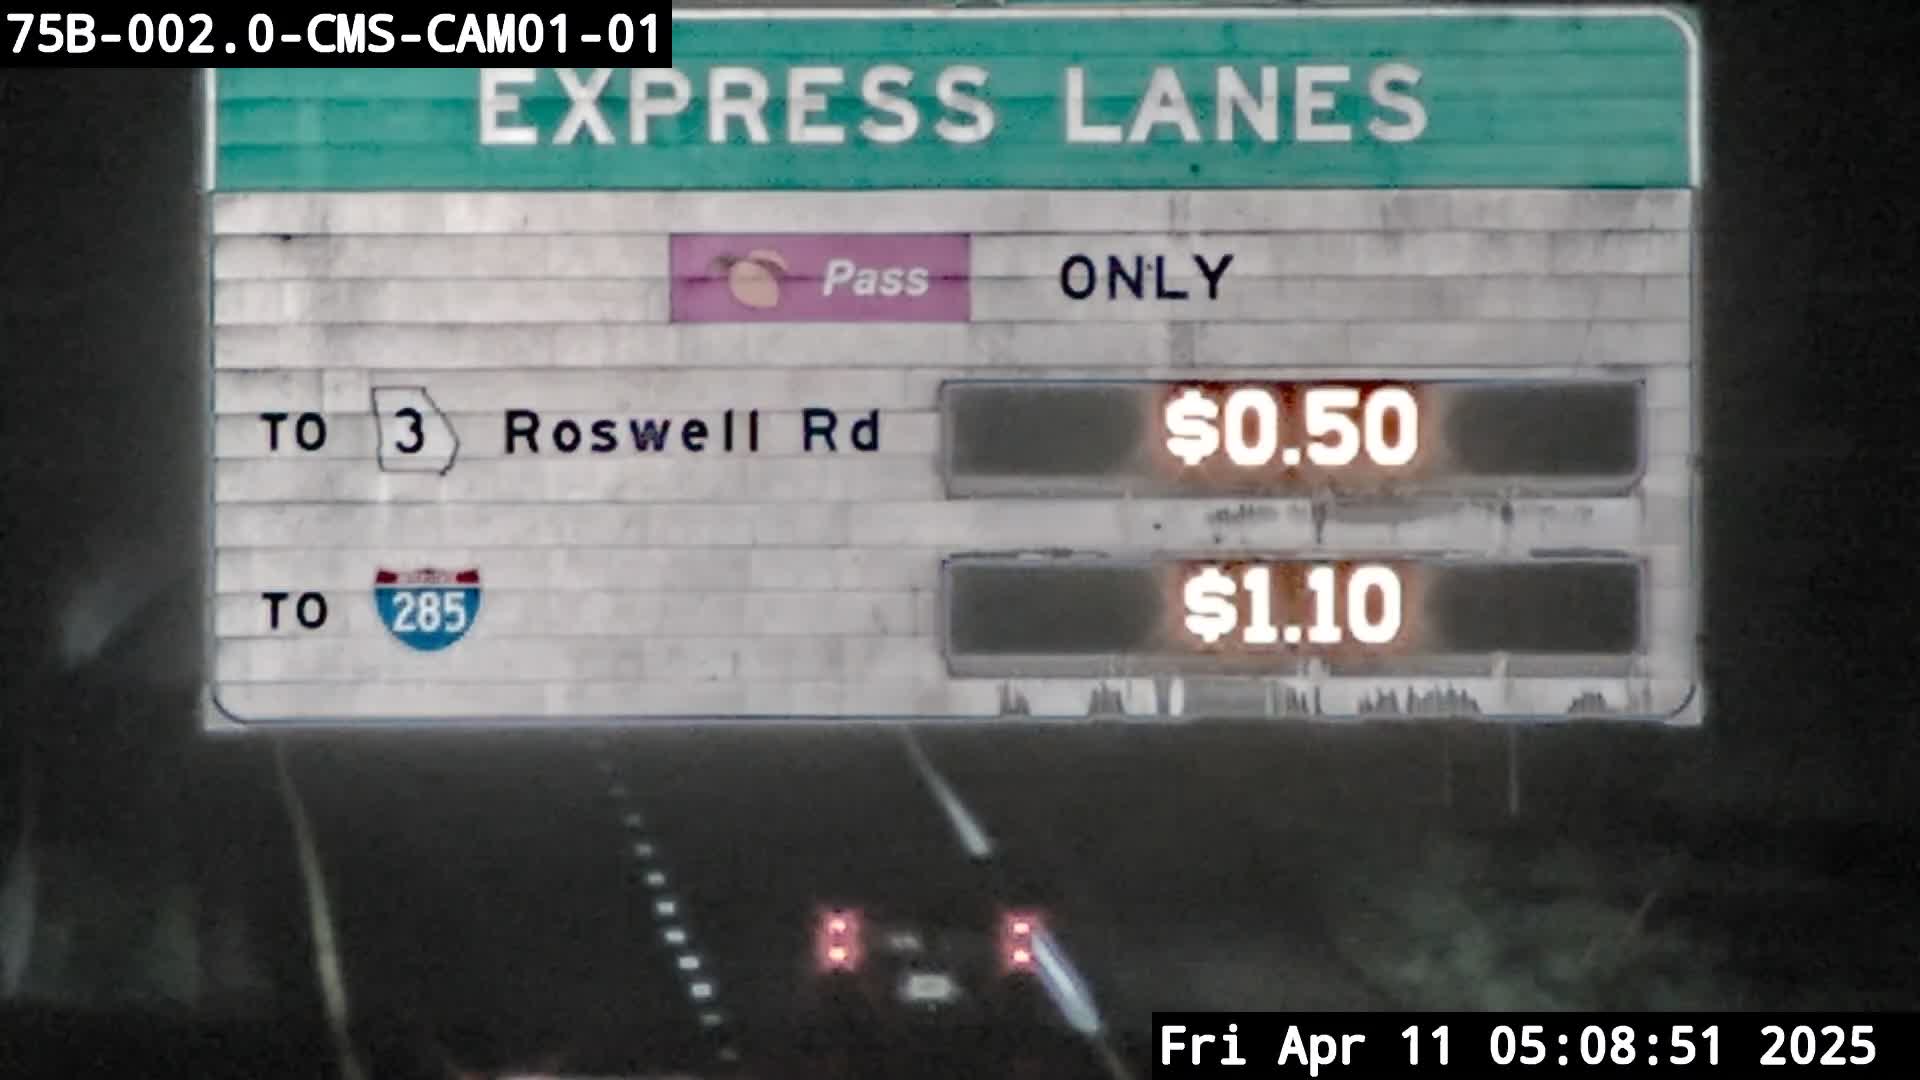 75B-002.0-CMS-CAM01-01
EXPRESS LANES
Pass ONLY
TO 3 Roswell Rd $0.50
TO 285 $1.10
Fri Apr 11 05:08:51 2025